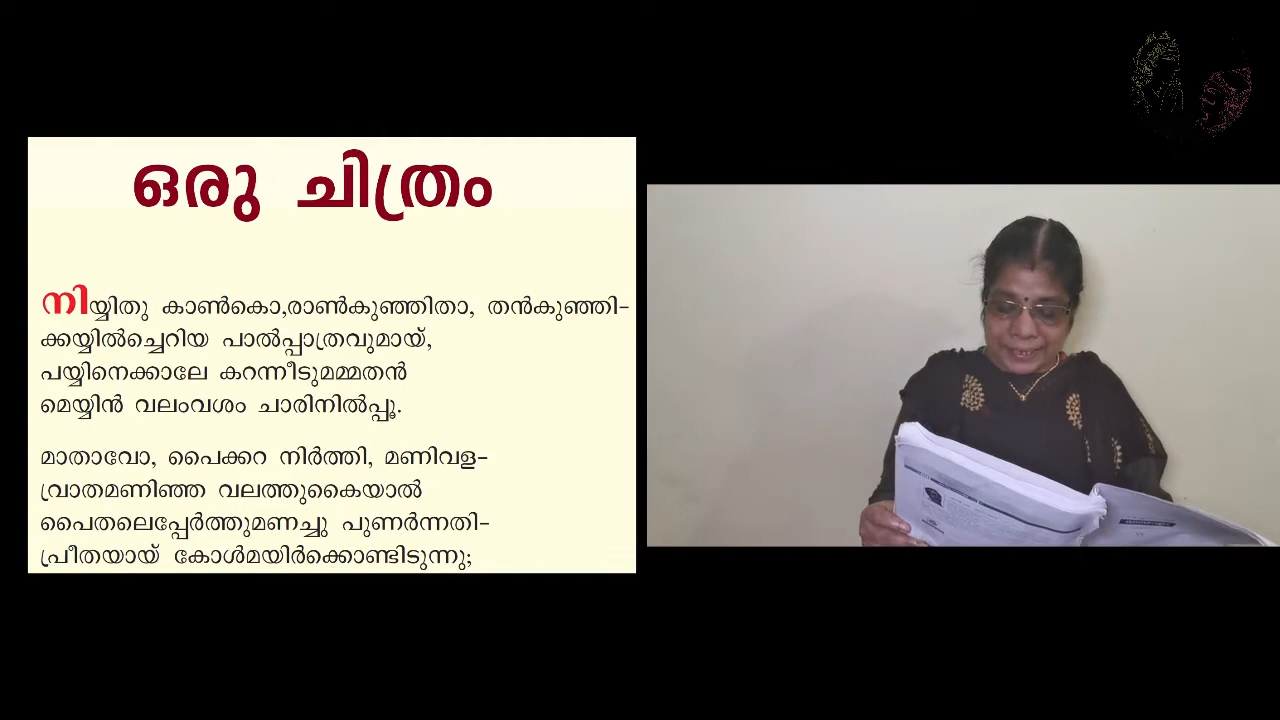 ഒരു ചിത്രം
നിയ്യിതു കാൺകൊ,രാൺകുഞ്ഞിതാ, തൻകുഞ്ഞി-
ക്കയ്യിൽച്ചെറിയ പാൽപ്പാത്രവുമായ്,
പയ്യിനെക്കാലേ കറന്നീടുമമ്മതൻ
മെയ്യിൻ വലംവശം ചാരിനിൽപ്പൂ.
മാതാവോ, പൈക്കറ നിർത്തി, മണിവള-
വ്രാതമണിഞ്ഞ വലത്തുകൈയാൽ
പൈതലെപ്പേർത്തുമണച്ചു പുണർന്നതി-
പ്രീതയായ് കോൾമയിർക്കൊണ്ടിടുന്നു;